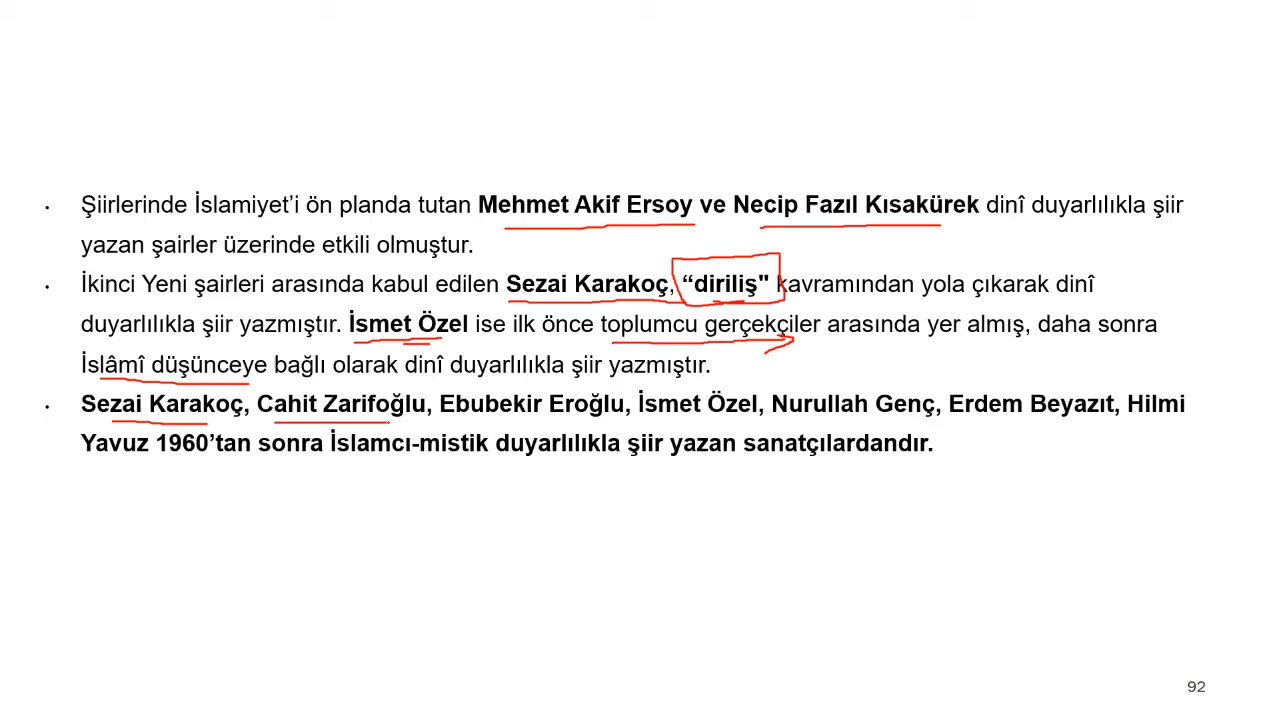 • Şiirlerinde İslamiyet’i ön planda tutan Mehmet Akif Ersoy ve Necip Fazıl Kısakürek dinî duyarlılıkla şiir
yazan şairler üzerinde etkili olmuştur.
• İkinci Yeni şairleri arasında kabul edilen Sezai Karakoç, “diriliş" kavramından yola çıkarak dinî
duyarlılıkla şiir yazmıştır. İsmet Özel ise ilk önce toplumcu gerçekçiler arasında yer almış, daha sonra
İslâmî düşünceye bağlı olarak dinî duyarlılıkla şiir yazmıştır.
• Sezai Karakoç, Cahit Zarifoğlu, Ebubekir Eroğlu, İsmet Özel, Nurullah Genç, Erdem Beyazıt, Hilmi
Yavuz 1960’tan sonra İslamcı-mistik duyarlılıkla şiir yazan sanatçılardandır.
92